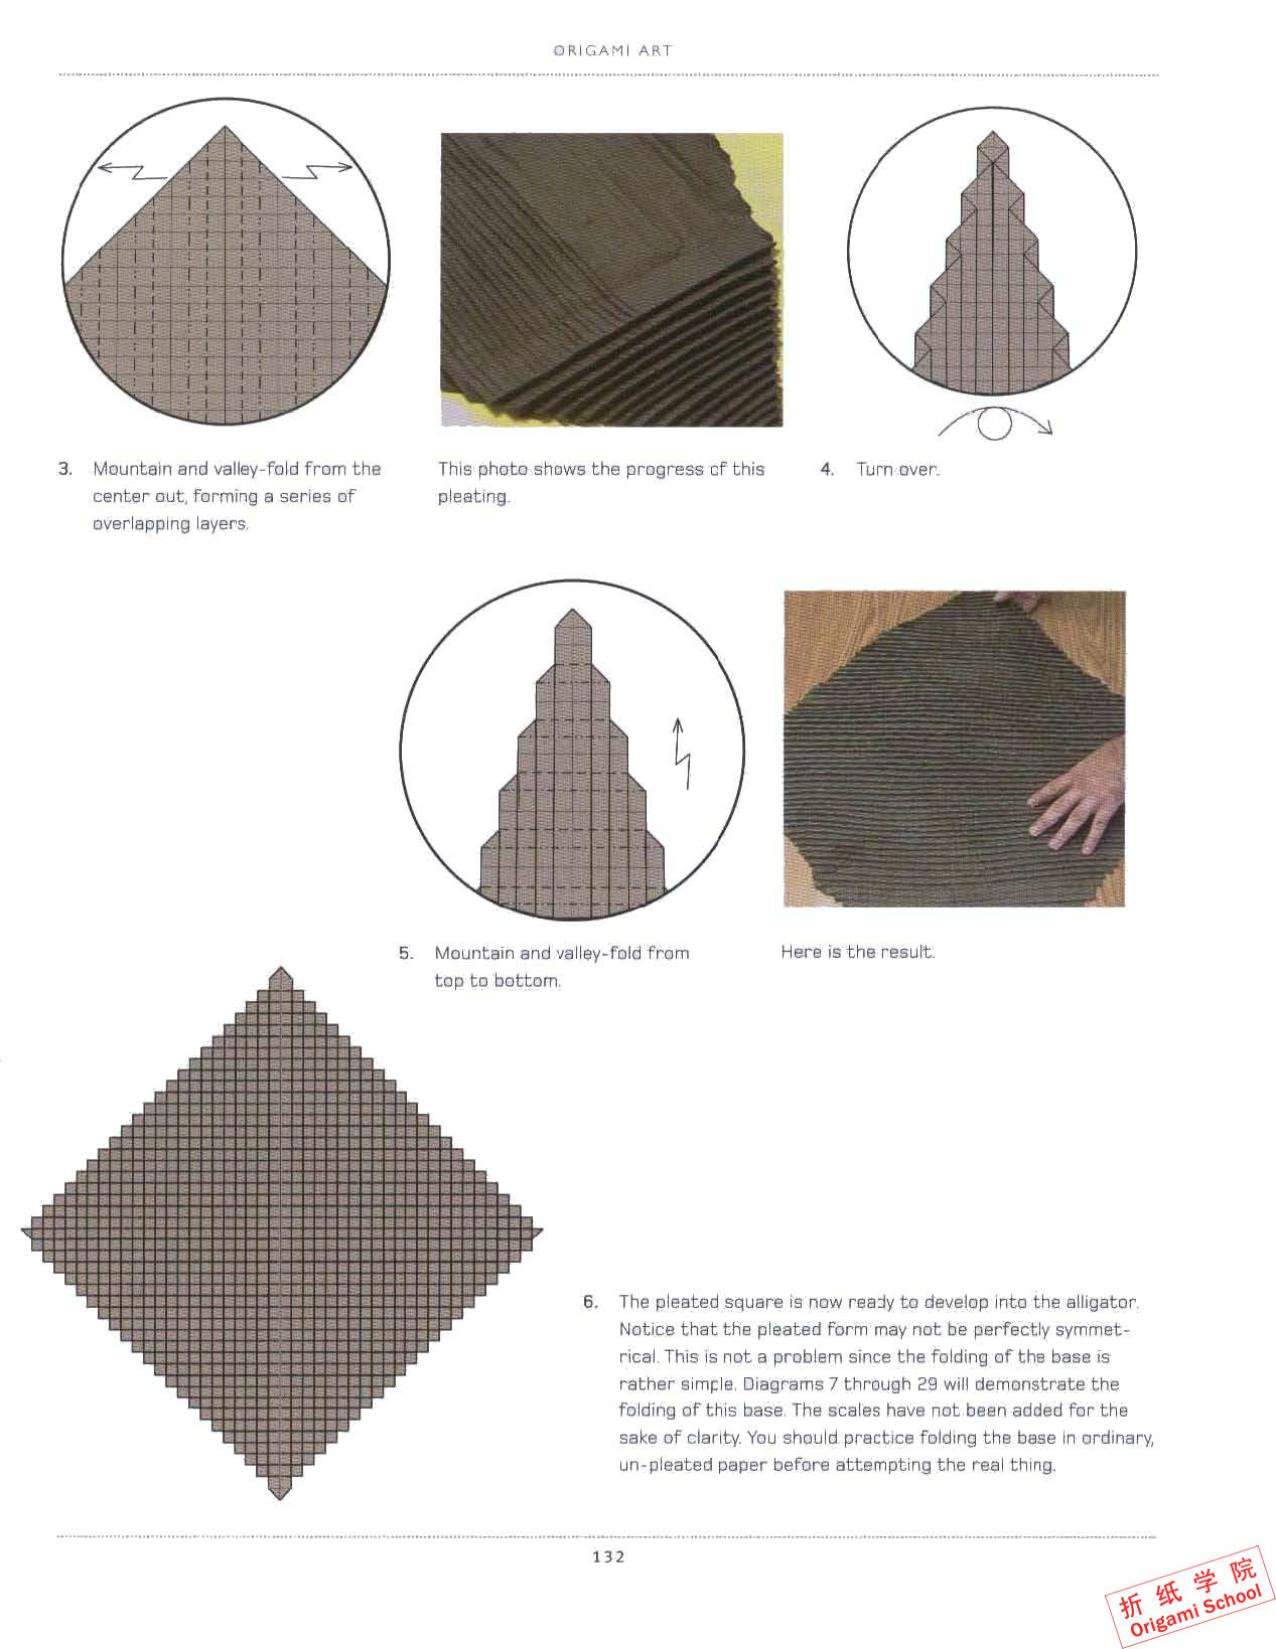 ORIGAMI ART
3. Mountain and valley-fold from the
center out, forming a series of
overlapping layers.
This photo shows the progress of this
pleating.
4. Turn over.
5. Mountain and valley-fold from
top to bottom.
Here is the result.
6. The pleated square is now ready to develop into the alligator.
Notice that the pleated form may not be perfectly symmet-
rical. This is not a problem since the folding of the base is
rather simple. Diagrams 7 through 29 will demonstrate the
folding of this base. The scales have not been added for the
sake of clarity. You should practice folding the base in ordinary,
un-pleated paper before attempting the real thing.
132
折纸学院
Origami School